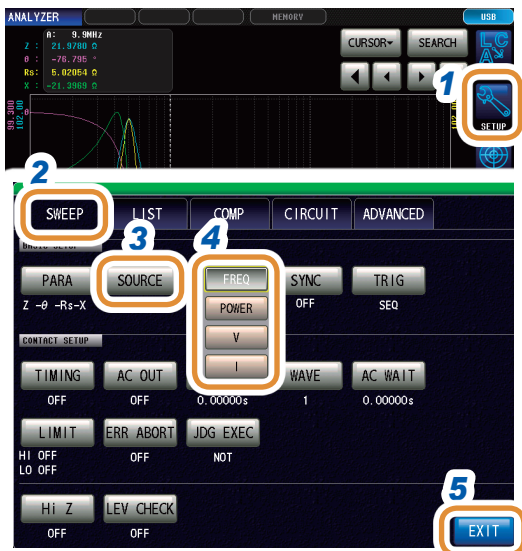 ANALYZER MEMORY USB
A: 9.9MHz
Z : 21.9780 Ω
θ : -76.795 °
Rs: 5.02054 Ω
X : -21.3969 Ω
CURSOR SEARCH
LC
1
SETUP
99.300
102.00
2
SWEEP LIST COMP CIRCUIT ADVANCED
3 4
PARA SOURCE FREQ SYNC TRIG
Z -θ -Rs-X OFF SEQ
POWER
V
I
CONTACT SETUP
TIMING AC OUT WAVE AC WAIT
OFF OFF 0.00000s 1 0.00000s
LIMIT ERR ABORT JDG EXEC
HI OFF OFF NOT
LO OFF
5
Hi Z LEV CHECK
OFF OFF
EXIT